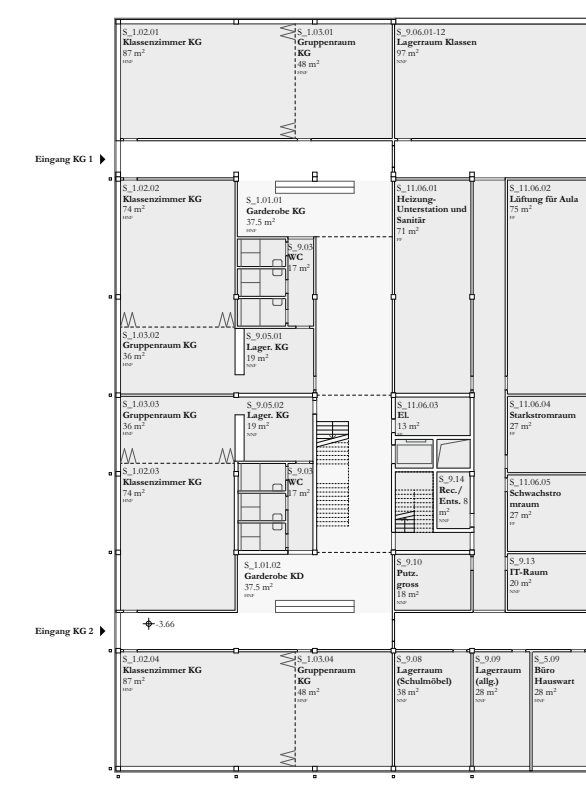 S_1.02.01
Klassenzimmer KG
87 m²
HNF
S_1.03.01
Gruppenraum
KG
48 m²
HNF
S_9.06.01-12
Lagerraum Klassen
97 m²
NNF
Eingang KG 1
S_1.02.02
Klassenzimmer KG
74 m²
HNF
S_1.01.01
Garderobe KG
37.5 m²
HNF
S_11.06.01
Heizung-
Unterstation und
Sanitär
71 m²
FF
S_11.06.02
Lüftung für Aula
75 m²
FF
S_9.03
WC
17 m²
S_1.03.02
Gruppenraum KG
36 m²
HNF
S_9.05.01
Lager. KG
19 m²
NNF
S_1.03.03
Gruppenraum KG
36 m²
HNF
S_9.05.02
Lager. KG
19 m²
NNF
S_11.06.03
El.
13 m²
FF
S_11.06.04
Starkstromraum
27 m²
FF
S_1.02.03
Klassenzimmer KG
74 m²
HNF
S_9.03
WC
17 m²
S_9.14
Rec./
Ents. 8
m²
NNF
S_11.06.05
Schwachstro
mraum
27 m²
FF
S_1.01.02
Garderobe KD
37.5 m²
HNF
S_9.10
Putz.
gross
18 m²
NNF
S_9.13
IT-Raum
20 m²
NNF
-3.66
Eingang KG 2
S_1.02.04
Klassenzimmer KG
87 m²
HNF
S_1.03.04
Gruppenraum
KG
48 m²
HNF
S_9.08
Lagerraum
(Schulmöbel)
38 m²
NNF
S_9.09
Lagerraum
(allg.)
28 m²
NNF
S_5.09
Büro
Hauswart
28 m²
HNF